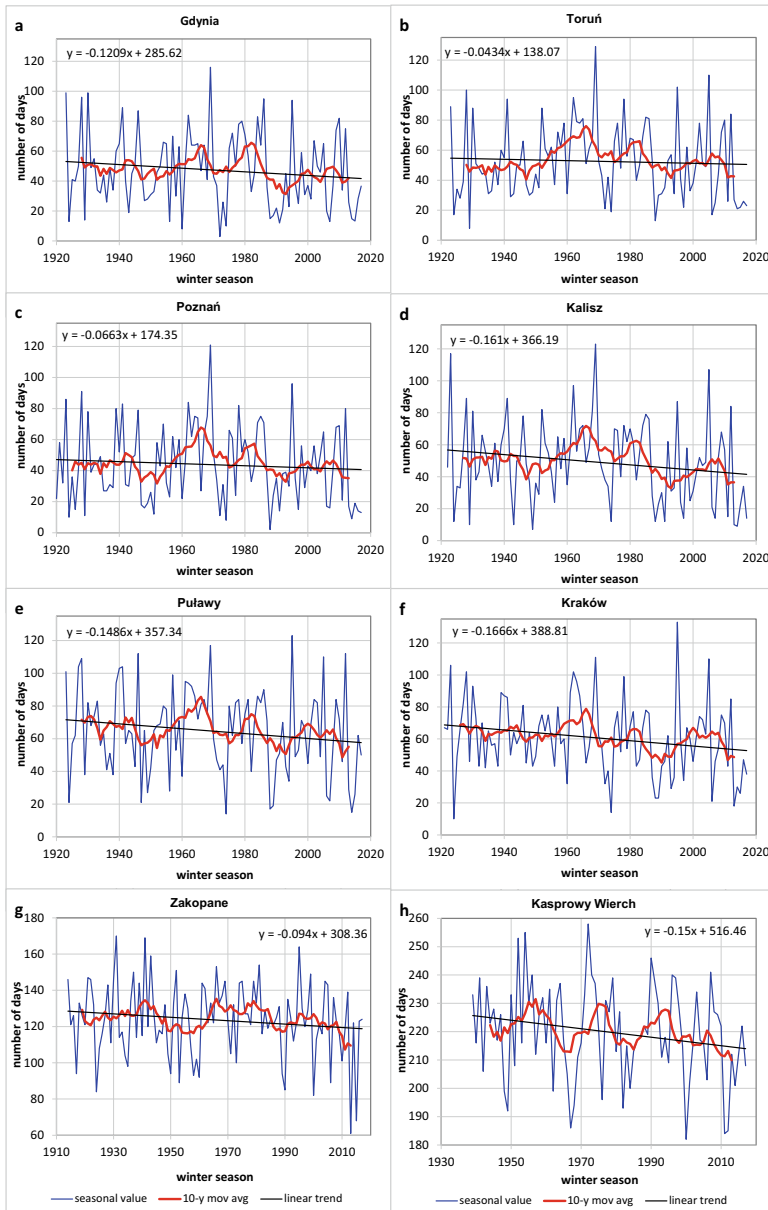 a Gdynia
y = -0.1209x + 285.62
number of days
120
100
80
60
40
20
0
1920 1940 1960 1980 2000 2020
winter season
b Toruń
y = -0.0434x + 138.07
number of days
120
100
80
60
40
20
0
1920 1940 1960 1980 2000 2020
winter season
c Poznań
y = -0.0663x + 174.35
number of days
120
100
80
60
40
20
0
1920 1940 1960 1980 2000 2020
winter season
d Kalisz
y = -0.161x + 366.19
number of days
120
100
80
60
40
20
0
1920 1940 1960 1980 2000 2020
winter season
e Puławy
y = -0.1486x + 357.34
number of days
120
100
80
60
40
20
0
1920 1940 1960 1980 2000 2020
winter season
f Kraków
y = -0.1666x + 388.81
number of days
120
100
80
60
40
20
0
1920 1940 1960 1980 2000 2020
winter season
g Zakopane
y = -0.094x + 308.36
number of days
180
160
140
120
100
80
60
1910 1930 1950 1970 1990 2010
winter season
seasonal value 10-y mov avg linear trend
h Kasprowy Wierch
y = -0.15x + 516.46
number of days
260
250
240
230
220
210
200
190
180
1930 1950 1970 1990 2010
winter season
seasonal value 10-y mov avg linear trend